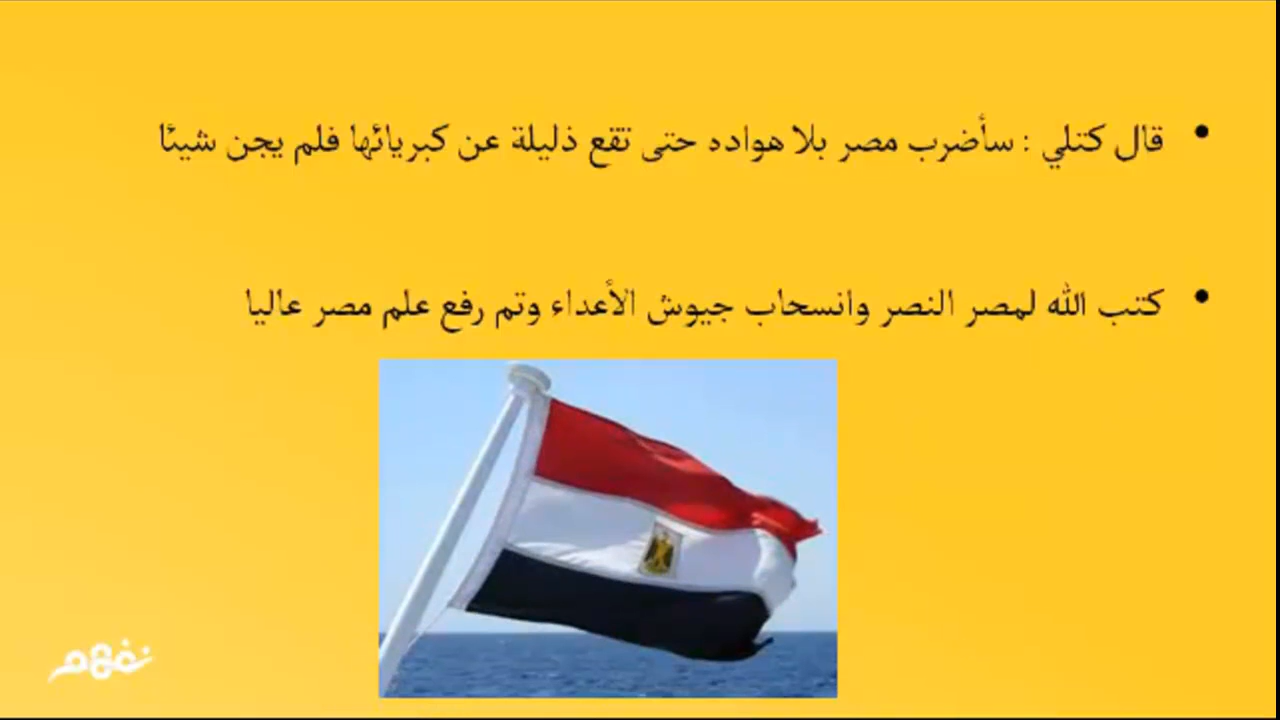 • قال كتلي : سأضرب مصر بلا هواده حتى تقع ذليلة عن كبريائها فلم يجن شيئا
• كتب الله لمصر النصر وانسحاب جيوش الأعداء وتم رفع علم مصر عاليا
نفهم